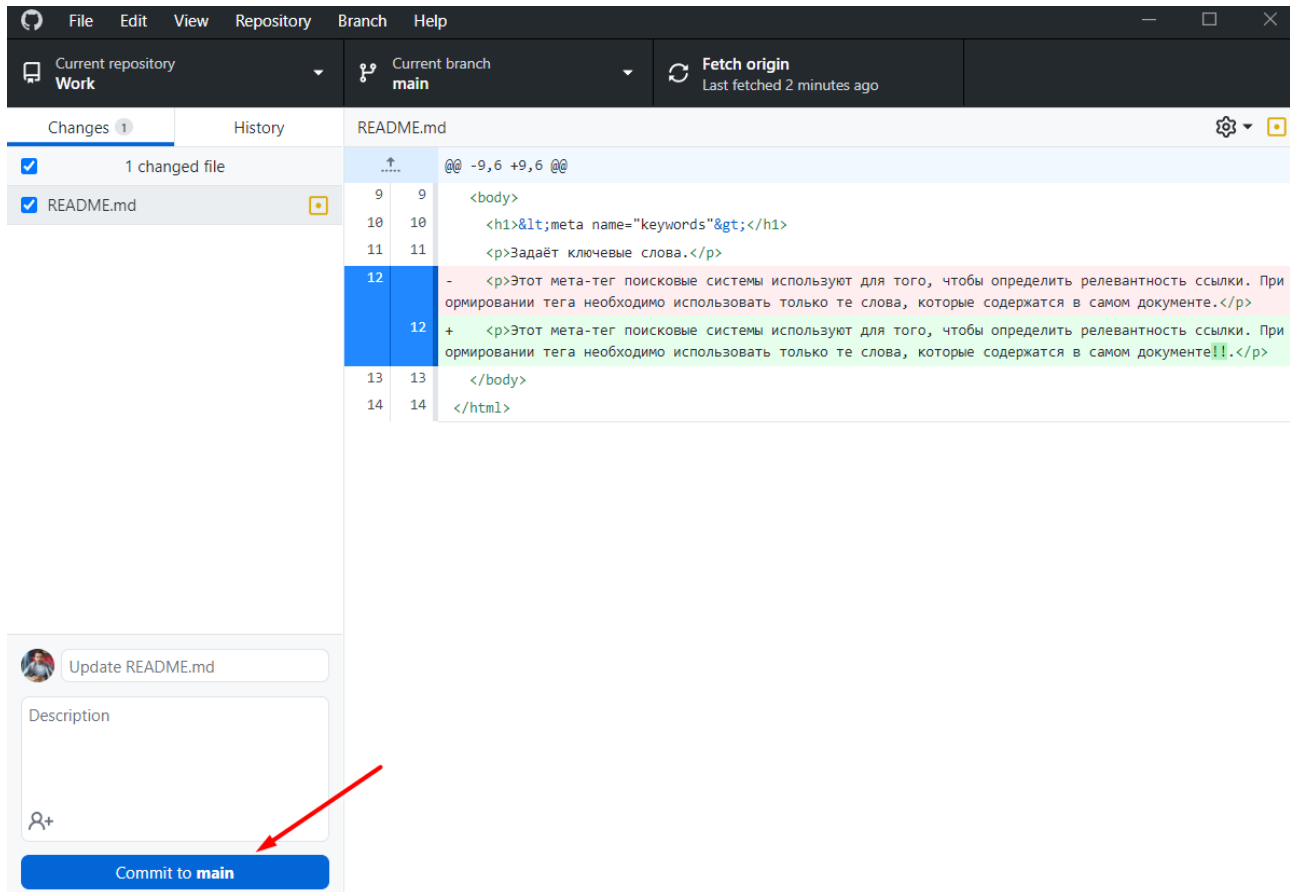 File Edit View Repository Branch Help
Current repository
Work
Current branch
main
Fetch origin
Last fetched 2 minutes ago
Changes 1 History
README.md
1 changed file
@@ -9,6 +9,6 @@
README.md
9 9 <body>
10 10 <h1>&lt;meta name="keywords"&gt;</h1>
11 11 <p>Задаёт ключевые слова.</p>
12 - <p>Этот мета-тег поисковые системы используют для того, чтобы определить релевантность ссылки. При
ормировании тега необходимо использовать только те слова, которые содержатся в самом документе.</p>
12 + <p>Этот мета-тег поисковые системы используют для того, чтобы определить релевантность ссылки. При
ормировании тега необходимо использовать только те слова, которые содержатся в самом документе!!.</p>
13 13 </body>
14 14 </html>
Update README.md
Description
Commit to main